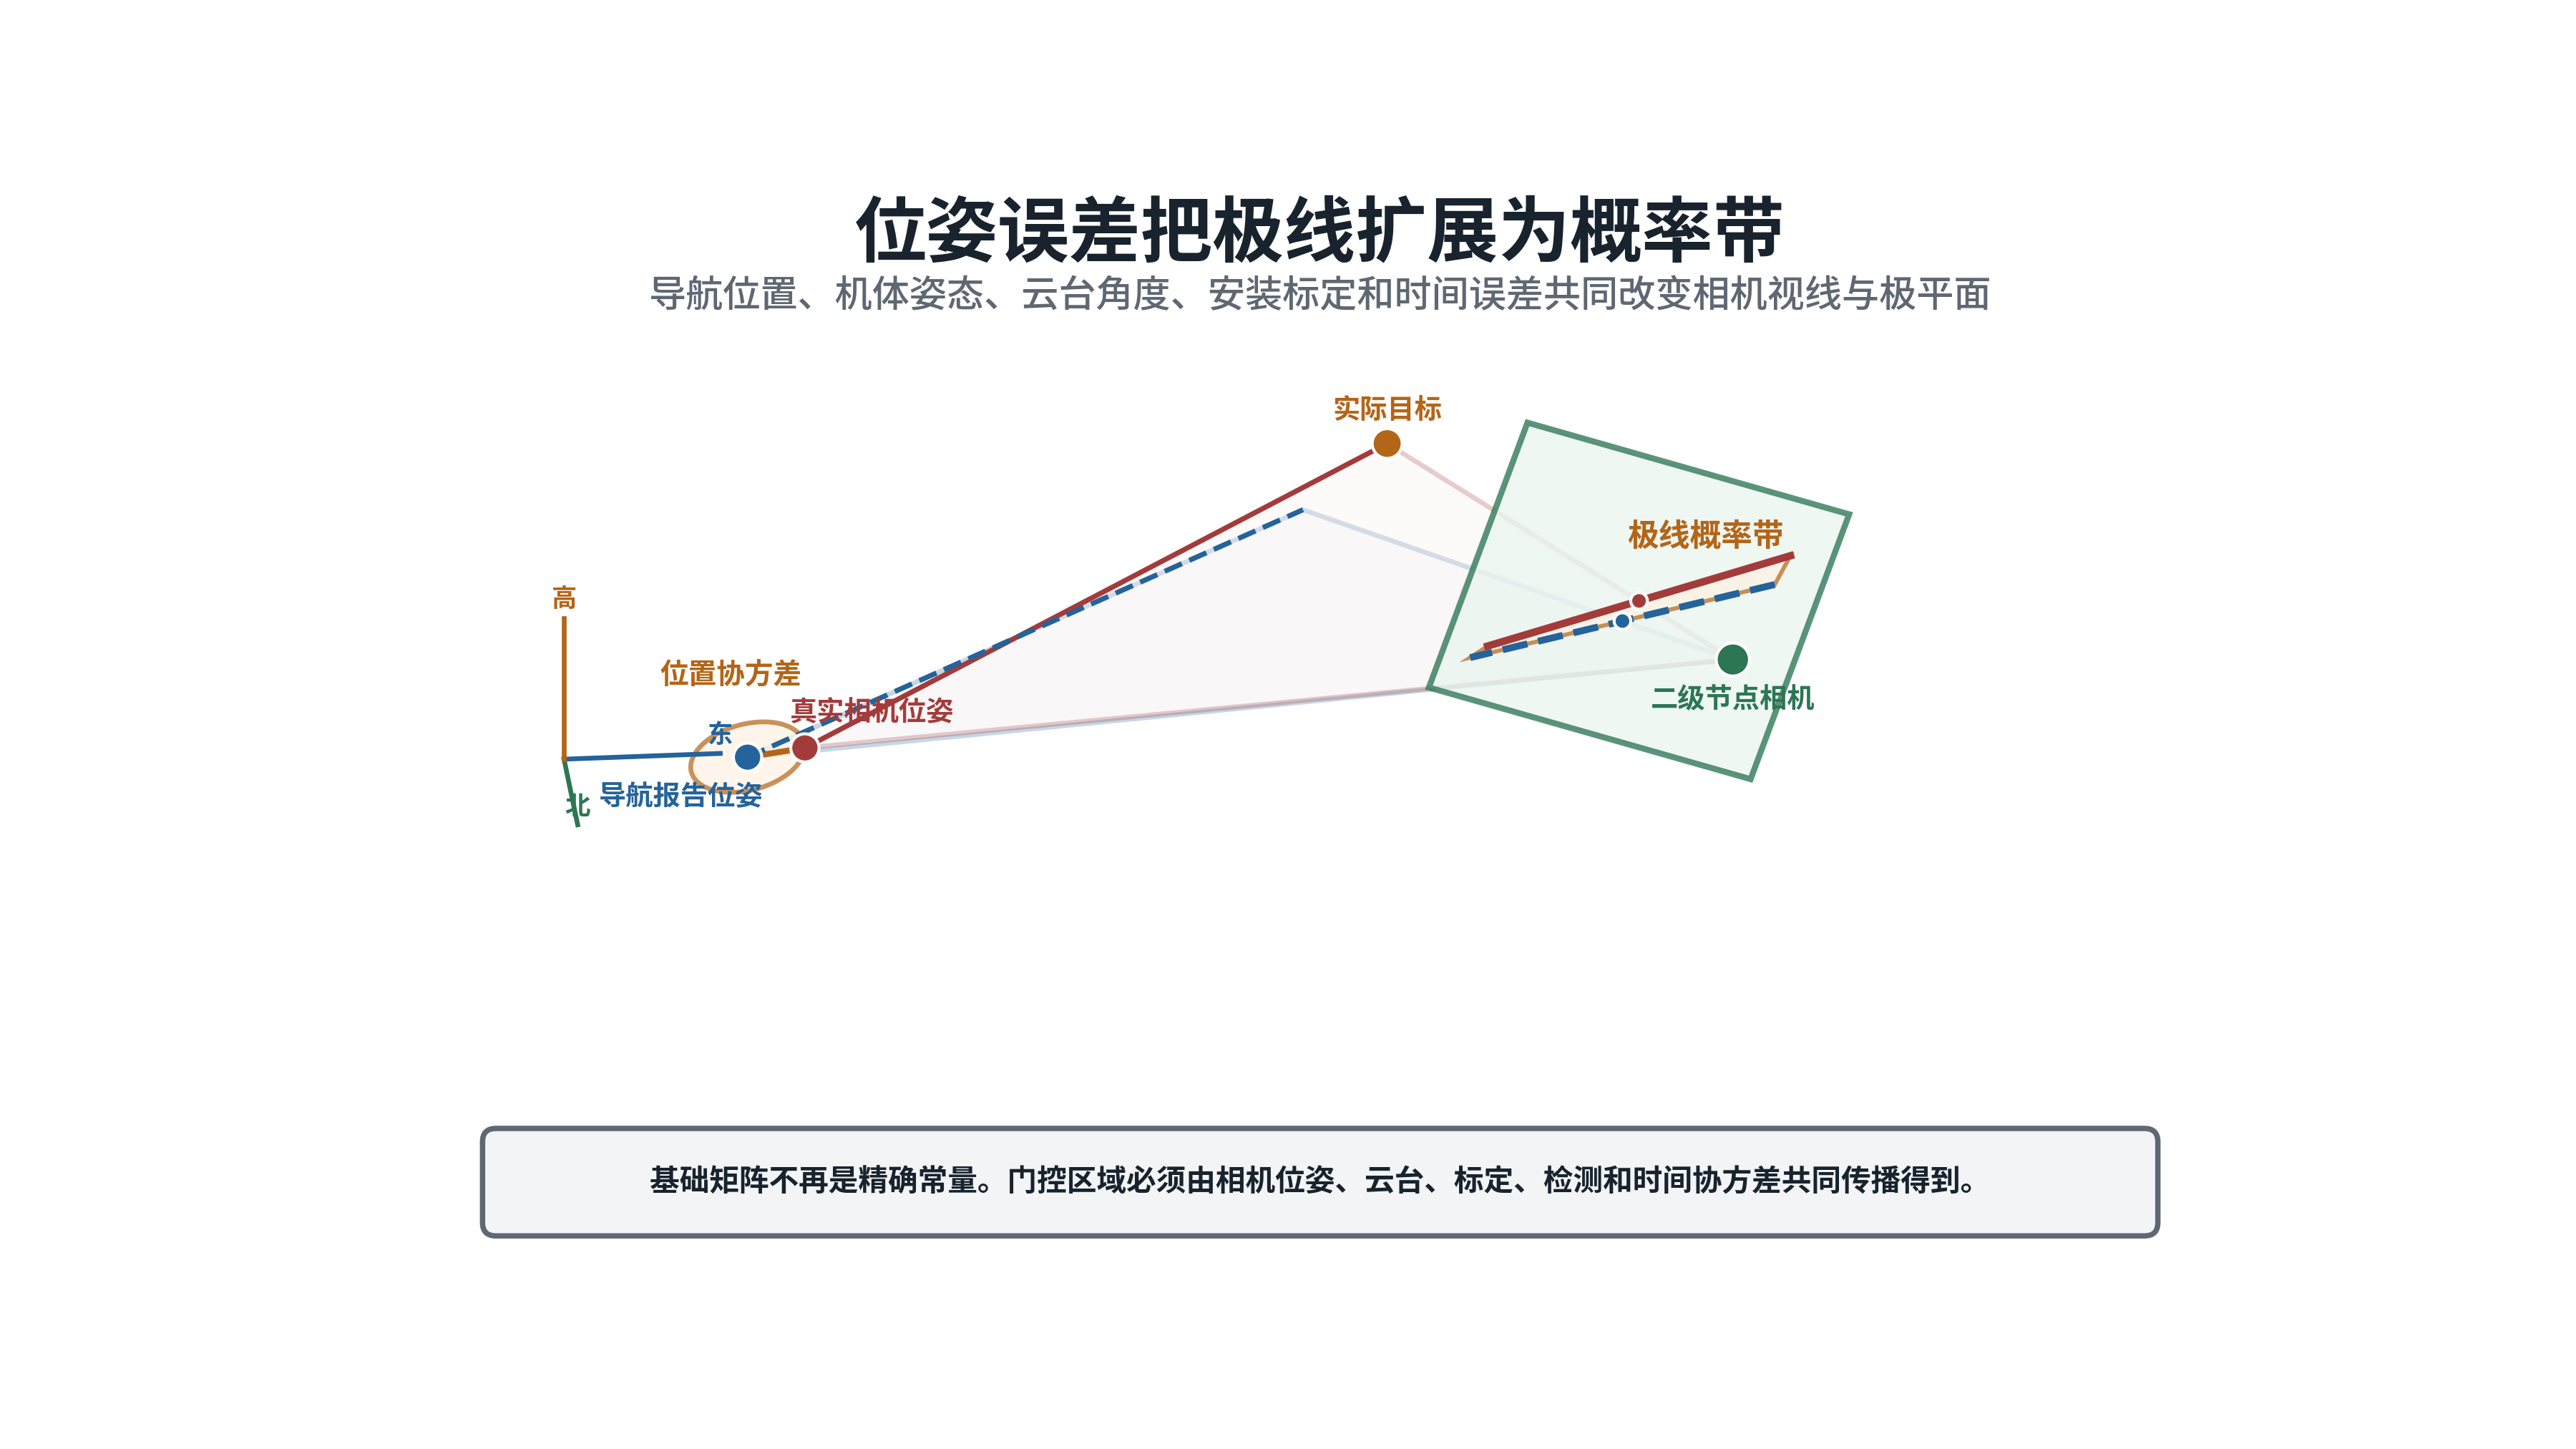 位姿误差把极线扩展为概率带
导航位置、机体姿态、云台角度、安装标定和时间误差共同改变相机视线与极平面
实际目标
极线概率带
高
位置协方差
真实相机位姿
东
二级节点相机
导航报告位姿
北
基础矩阵不再是精确常量。门控区域必须由相机位姿、云台、标定、检测和时间协方差共同传播得到。